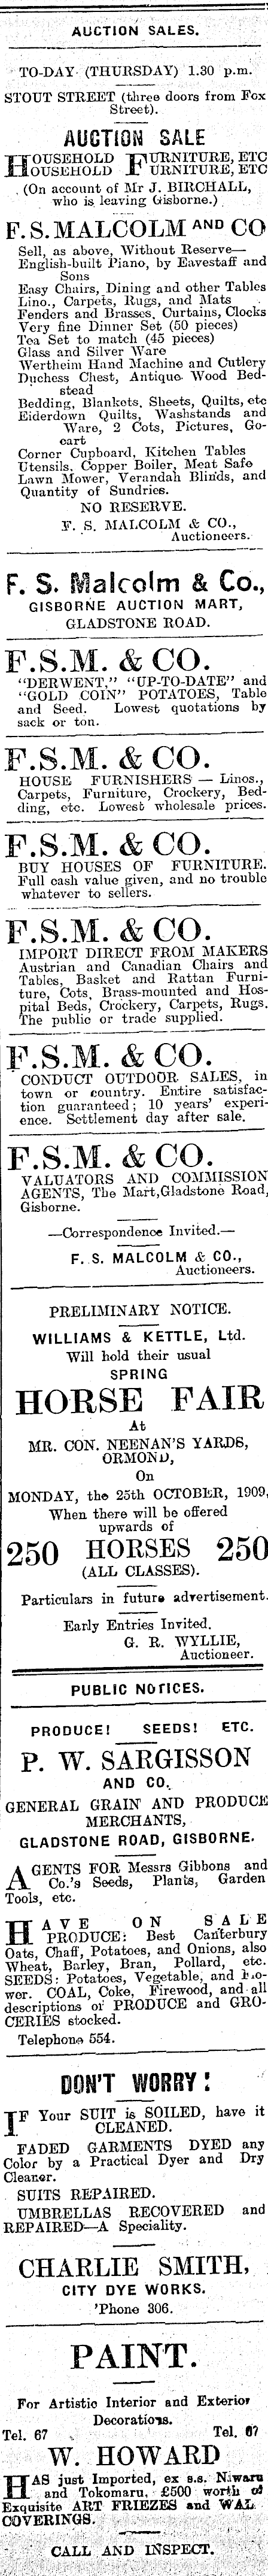 AUCTION SALES.
TO-DAY (THURSDAY) 1.30 p.m.
STOUT STREET (three doors from Fox
Street).
AUCTION SALE
HOUSEHOLD FURNITURE, ETC
HOUSEHOLD FURNITURE, ETC
(On account of Mr J. BIRCHALL,
who is leaving Gisborne.)
F. S. MALCOLM AND CO
Sell, as above, Without Reserve—
English-built Piano, by Eavestaff and
Sons
Easy Chairs, Dining and other Tables
Lino., Carpets, Rugs, and Mats
Fenders and Brasses, Curtains, Clocks
Very fine Dinner Set (50 pieces)
Tea Set to match (45 pieces)
Glass and Silver Ware
Wertheim Hand Machine and Cutlery
Duchess Chest, Antique Wood Bed-
stead
Bedding, Blankets, Sheets, Quilts, etc
Eiderdown Quilts, Washstands and
Ware, 2 Cots, Pictures, Go-
cart
Corner Cupboard, Kitchen Tables
Utensils, Copper Boiler, Meat Safe
Lawn Mower, Verandah Blinds, and
Quantity of Sundries.
NO RESERVE.
F. S. MALCOLM & CO.,
Auctioneers.
F. S. Malcolm & Co.,
GISBORNE AUCTION MART,
GLADSTONE ROAD.
F.S.M. & CO.
"DERWENT," "UP-TO-DATE" and
"GOLD COIN" POTATOES, Table
and Seed. Lowest quotations by
sack or ton.
F.S.M. & CO.
HOUSE FURNISHERS — Linos.,
Carpets, Furniture, Crockery, Bed-
ding, etc. Lowest wholesale prices.
F.S.M. & CO.
BUY HOUSES OF FURNITURE.
Full cash value given, and no trouble
whatever to sellers.
F.S.M. & CO.
IMPORT DIRECT FROM MAKERS
Austrian and Canadian Chairs and
Tables, Basket and Rattan Furni-
ture, Cots, Brass-mounted and Hos-
pital Beds, Crockery, Carpets, Rugs.
The public or trade supplied.
F.S.M. & CO.
CONDUCT OUTDOOR SALES, in
town or country. Entire satisfac-
tion guaranteed; 10 years' experi-
ence. Settlement day after sale.
F.S.M. & CO.
VALUATORS AND COMMISSION
AGENTS, The Mart,Gladstone Road,
Gisborne.
—Correspondence Invited.—
F. S. MALCOLM & CO.,
Auctioneers.
PRELIMINARY NOTICE.
WILLIAMS & KETTLE, Ltd.
Will hold their usual
SPRING
HORSE FAIR
At
MR. CON. NEENAN'S YARDS,
ORMOND,
On
MONDAY, the 25th OCTOBER, 1909,
When there will be offered
upwards of
250 HORSES 250
(ALL CLASSES).
Particulars in future advertisement.
Early Entries Invited.
G. R. WYLLIE,
Auctioneer.
PUBLIC NOTICES.
PRODUCE! SEEDS! ETC.
P. W. SARGISSON
AND CO.,
GENERAL GRAIN AND PRODUCE
MERCHANTS,
GLADSTONE ROAD, GISBORNE.
AGENTS FOR Messrs Gibbons and
Co.'s Seeds, Plants, Garden
Tools, etc.
HAVE ON SALE
PRODUCE: Best Canterbury
Oats, Chaff, Potatoes, and Onions, also
Wheat, Barley, Bran, Pollard, etc.
SEEDS: Potatoes, Vegetable, and Flo-
wer. COAL, Coke, Firewood, and all
descriptions of PRODUCE and GRO-
CERIES stocked.
Telephone 554.
DON'T WORRY!
IF Your SUIT is SOILED, have it
CLEANED.
FADED GARMENTS DYED any
Color by a Practical Dyer and Dry
Cleaner.
SUITS REPAIRED.
UMBRELLAS RECOVERED and
REPAIRED—A Speciality.
CHARLIE SMITH,
CITY DYE WORKS.
'Phone 306.
PAINT.
For Artistic Interior and Exterior
Decorations.
Tel. 67 Tel. 67
W. HOWARD
HAS just Imported, ex s.s. Niwaru
and Tokomaru, £500 worth of
Exquisite ART FRIEZES and WAL
COVERINGS.
CALL AND INSPECT.